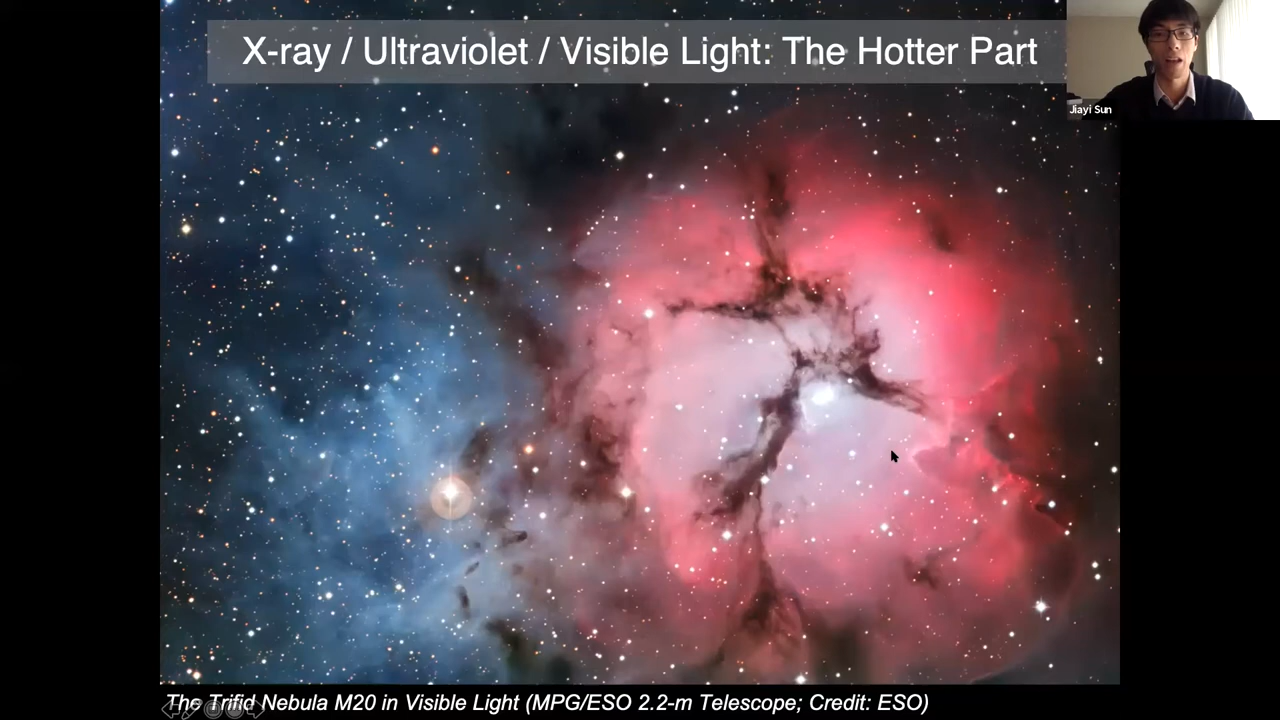 X-ray / Ultraviolet / Visible Light: The Hotter Part
Jiayi Sun
The Trifid Nebula M20 in Visible Light (MPG/ESO 2.2-m Telescope; Credit: ESO)